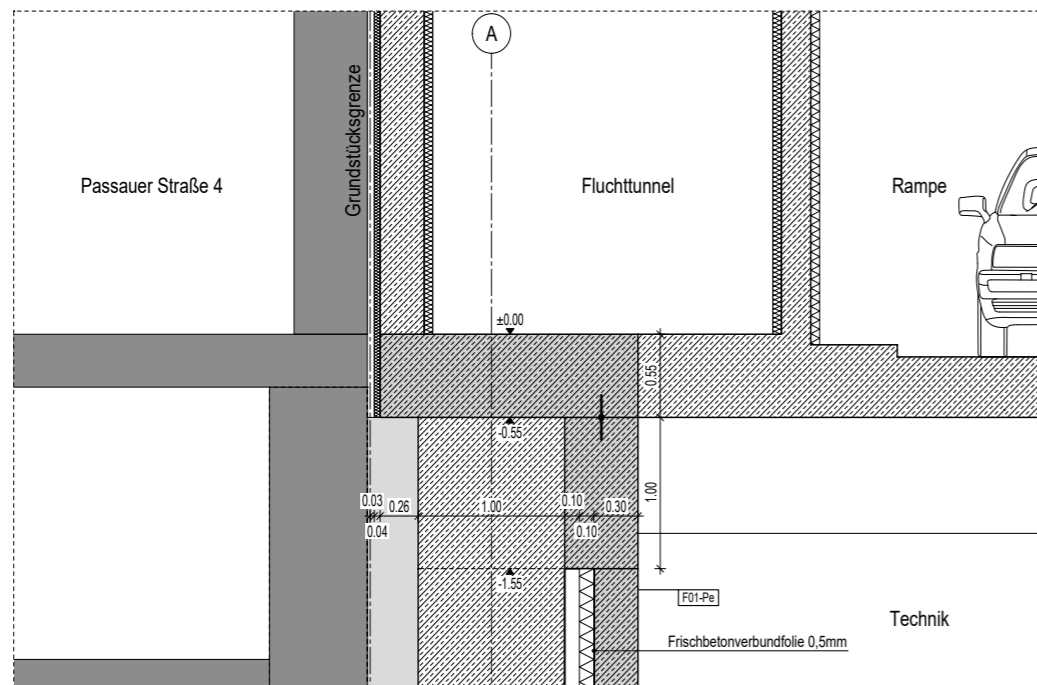 A
Grundstücksgrenze
Passauer Straße 4
Fluchttunnel
Rampe
±0.00
0.55
-0.55
0.03
0.26
1.00
0.10
0.30
0.04
0.10
1.00
-1.55
F01-Pe
Technik
Frischbetonverbundfolie 0,5mm